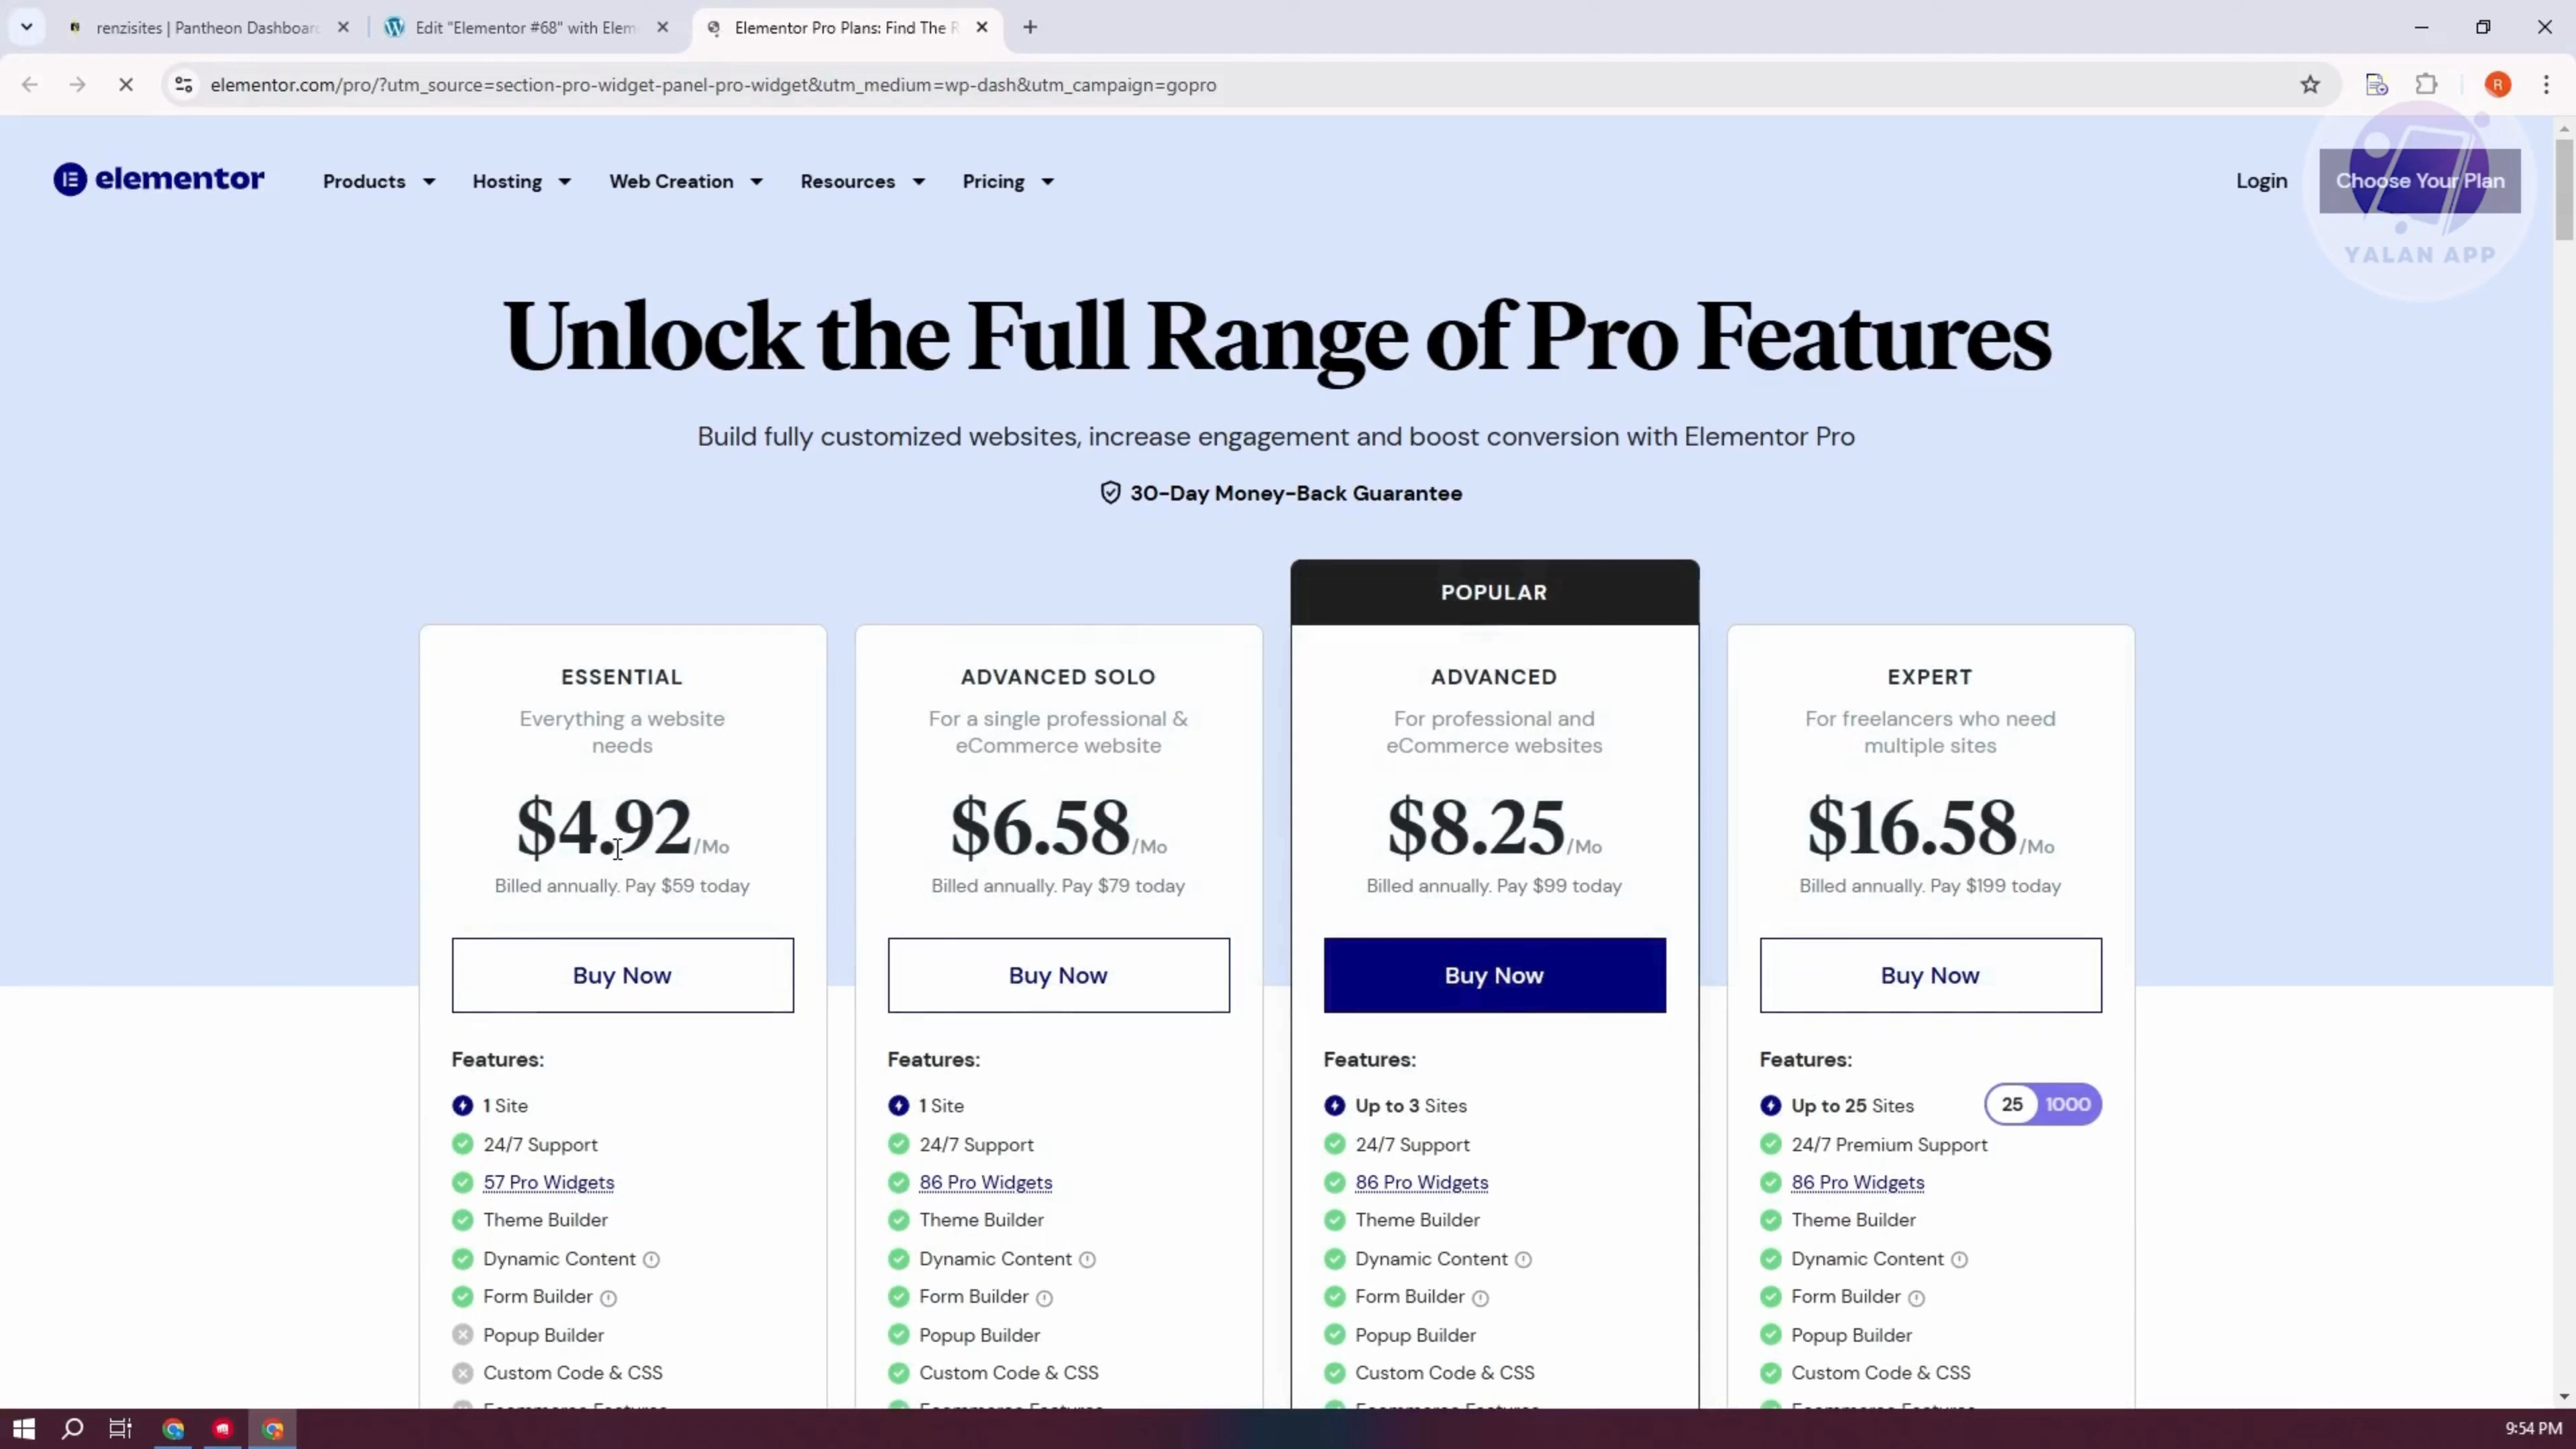 renzisites | Pantheon Dashboard
Edit "Elementor #68" with Elem
Elementor Pro Plans: Find The R
elementor.com/pro/?utm_source=section-pro-widget-panel-pro-widget&utm_medium=wp-dash&utm_campaign=gopro
R
elementor
Products
Hosting
Web Creation
Resources
Pricing
Login
Choose Your Plan
YALAN APP
Unlock the Full Range of Pro Features
Build fully customized websites, increase engagement and boost conversion with Elementor Pro
30-Day Money-Back Guarantee
ESSENTIAL
Everything a website
needs
$4.92/Mo
Billed annually. Pay $59 today
Buy Now
Features:
1 Site
24/7 Support
57 Pro Widgets
Theme Builder
Dynamic Content
Form Builder
Popup Builder
Custom Code & CSS
ADVANCED SOLO
For a single professional &
eCommerce website
$6.58/Mo
Billed annually. Pay $79 today
Buy Now
Features:
1 Site
24/7 Support
86 Pro Widgets
Theme Builder
Dynamic Content
Form Builder
Popup Builder
Custom Code & CSS
POPULAR
ADVANCED
For professional and
eCommerce websites
$8.25/Mo
Billed annually. Pay $99 today
Buy Now
Features:
Up to 3 Sites
24/7 Support
86 Pro Widgets
Theme Builder
Dynamic Content
Form Builder
Popup Builder
Custom Code & CSS
EXPERT
For freelancers who need
multiple sites
$16.58/Mo
Billed annually. Pay $199 today
Buy Now
Features:
Up to 25 Sites
25 1000
24/7 Premium Support
86 Pro Widgets
Theme Builder
Dynamic Content
Form Builder
Popup Builder
Custom Code & CSS
9:54 PM